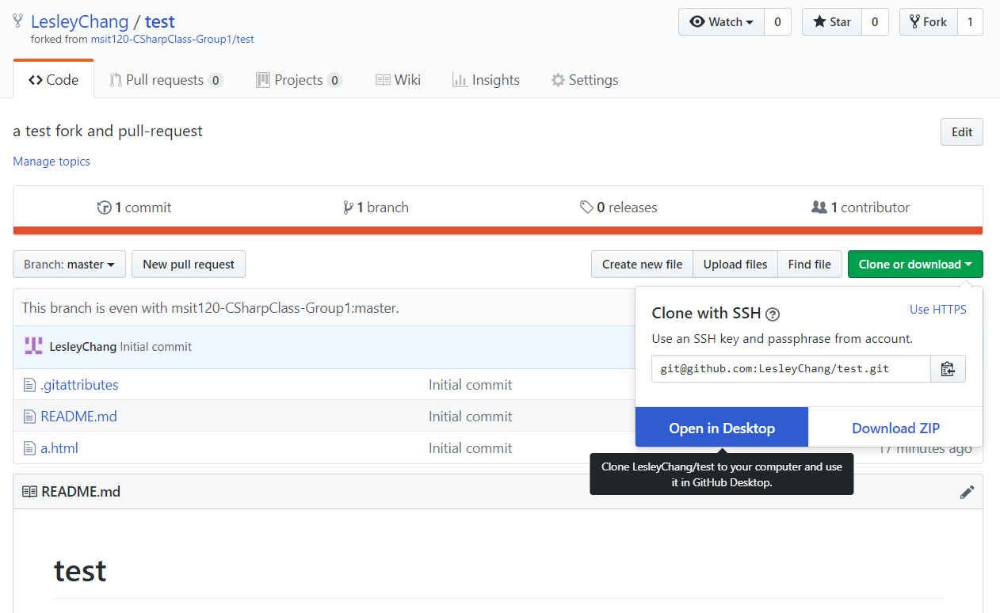 LesleyChang / test
Watch 0 Star 0 Fork 1
forked from msit120-CSharpClass-Group1/test
Code Pull requests 0 Projects 0 Wiki Insights Settings
a test fork and pull-request
Edit
Manage topics
1 commit 1 branch 0 releases 1 contributor
Branch: master New pull request Create new file Upload files Find file Clone or download
This branch is even with msit120-CSharpClass-Group1:master.
Clone with SSH ? Use HTTPS
Use an SSH key and passphrase from account.
git@github.com:LesleyChang/test.git
Open in Desktop Download ZIP
Clone LesleyChang/test to your computer and use
it in GitHub Desktop.
LesleyChang Initial commit
.gitattributes Initial commit
README.md Initial commit
a.html Initial commit 17 minutes ago
README.md
test